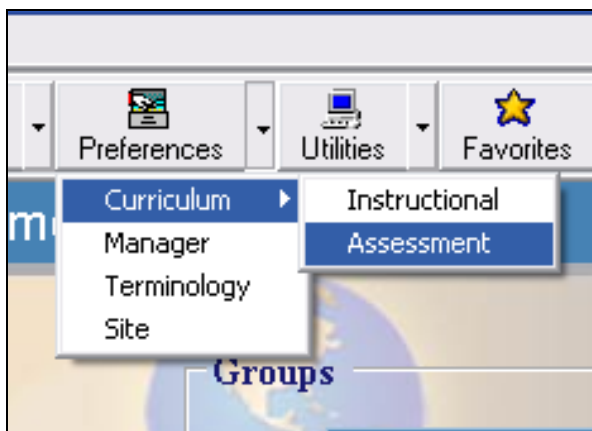 Preferences Utilities Favorites
Curriculum Instructional
Manager Assessment
Terminology
Site
Groups